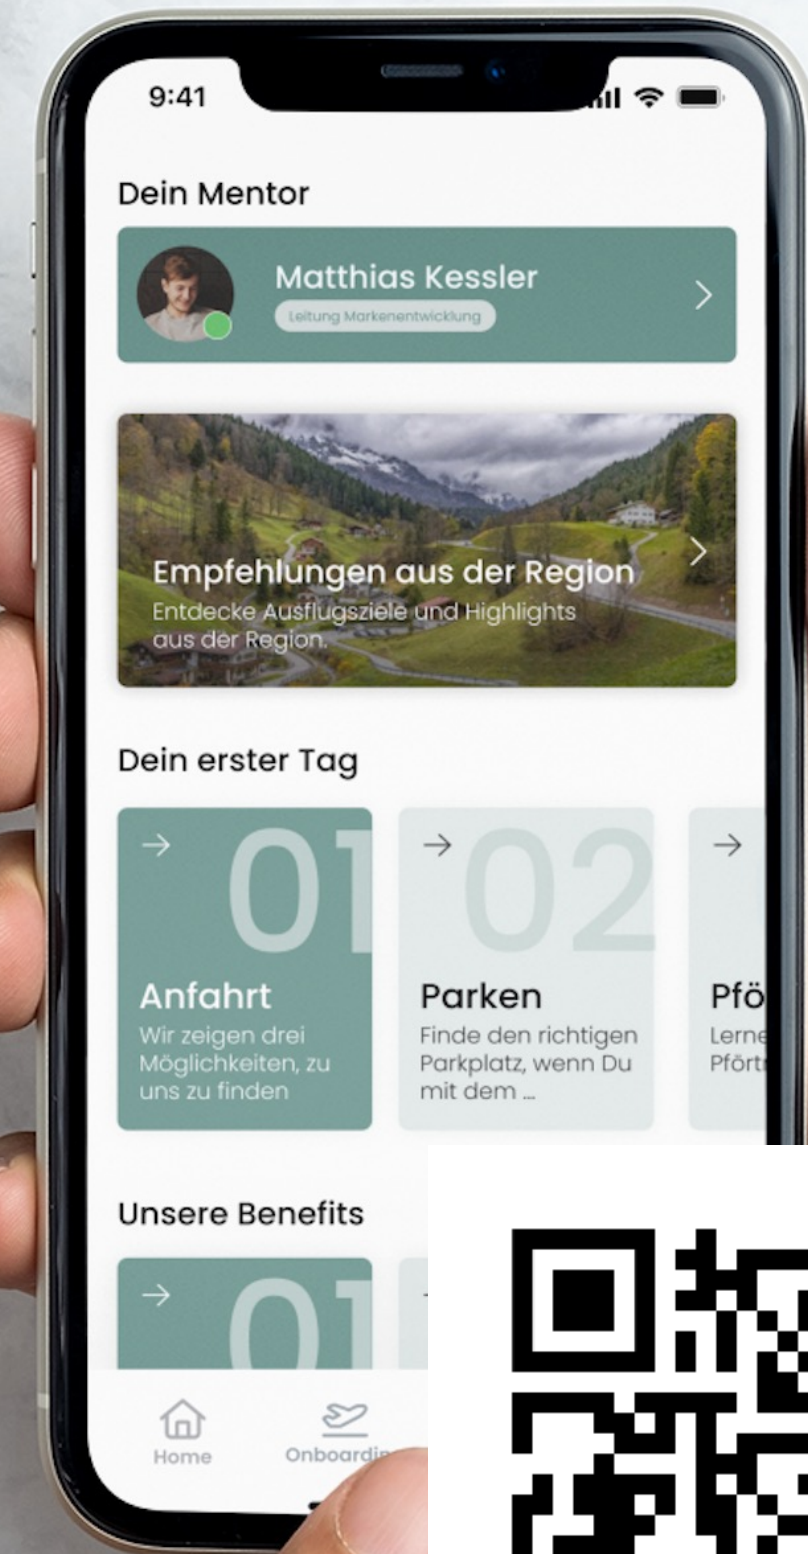 9:41
Dein Mentor
Matthias Kessler
Leitung Markenentwicklung
Empfehlungen aus der Region
Entdecke Ausflugsziele und Highlights
aus der Region.
Dein erster Tag
01
Anfahrt
Wir zeigen drei
Möglichkeiten, zu
uns zu finden
02
Parken
Finde den richtigen
Parkplatz, wenn Du
mit dem ...
Unsere Benefits
01
Home